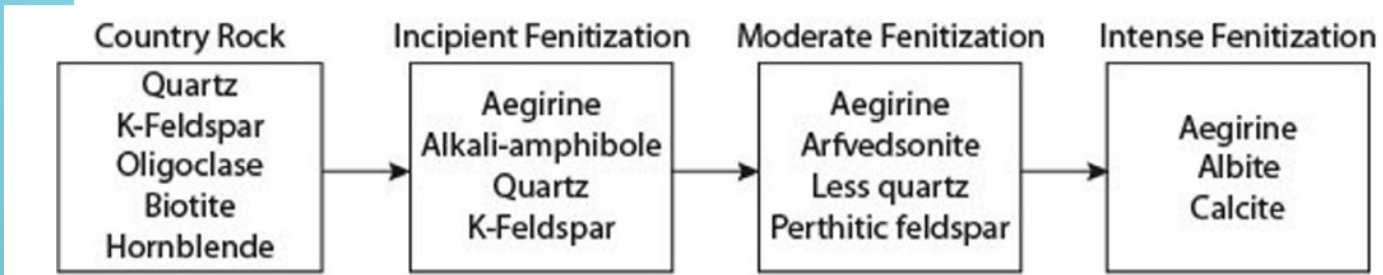 Country Rock
Quartz
K-Feldspar
Oligoclase
Biotite
Hornblende
Incipient Fenitization
Aegirine
Alkali-amphibole
Quartz
K-Feldspar
Moderate Fenitization
Aegirine
Arfvedsonite
Less quartz
Perthitic feldspar
Intense Fenitization
Aegirine
Albite
Calcite